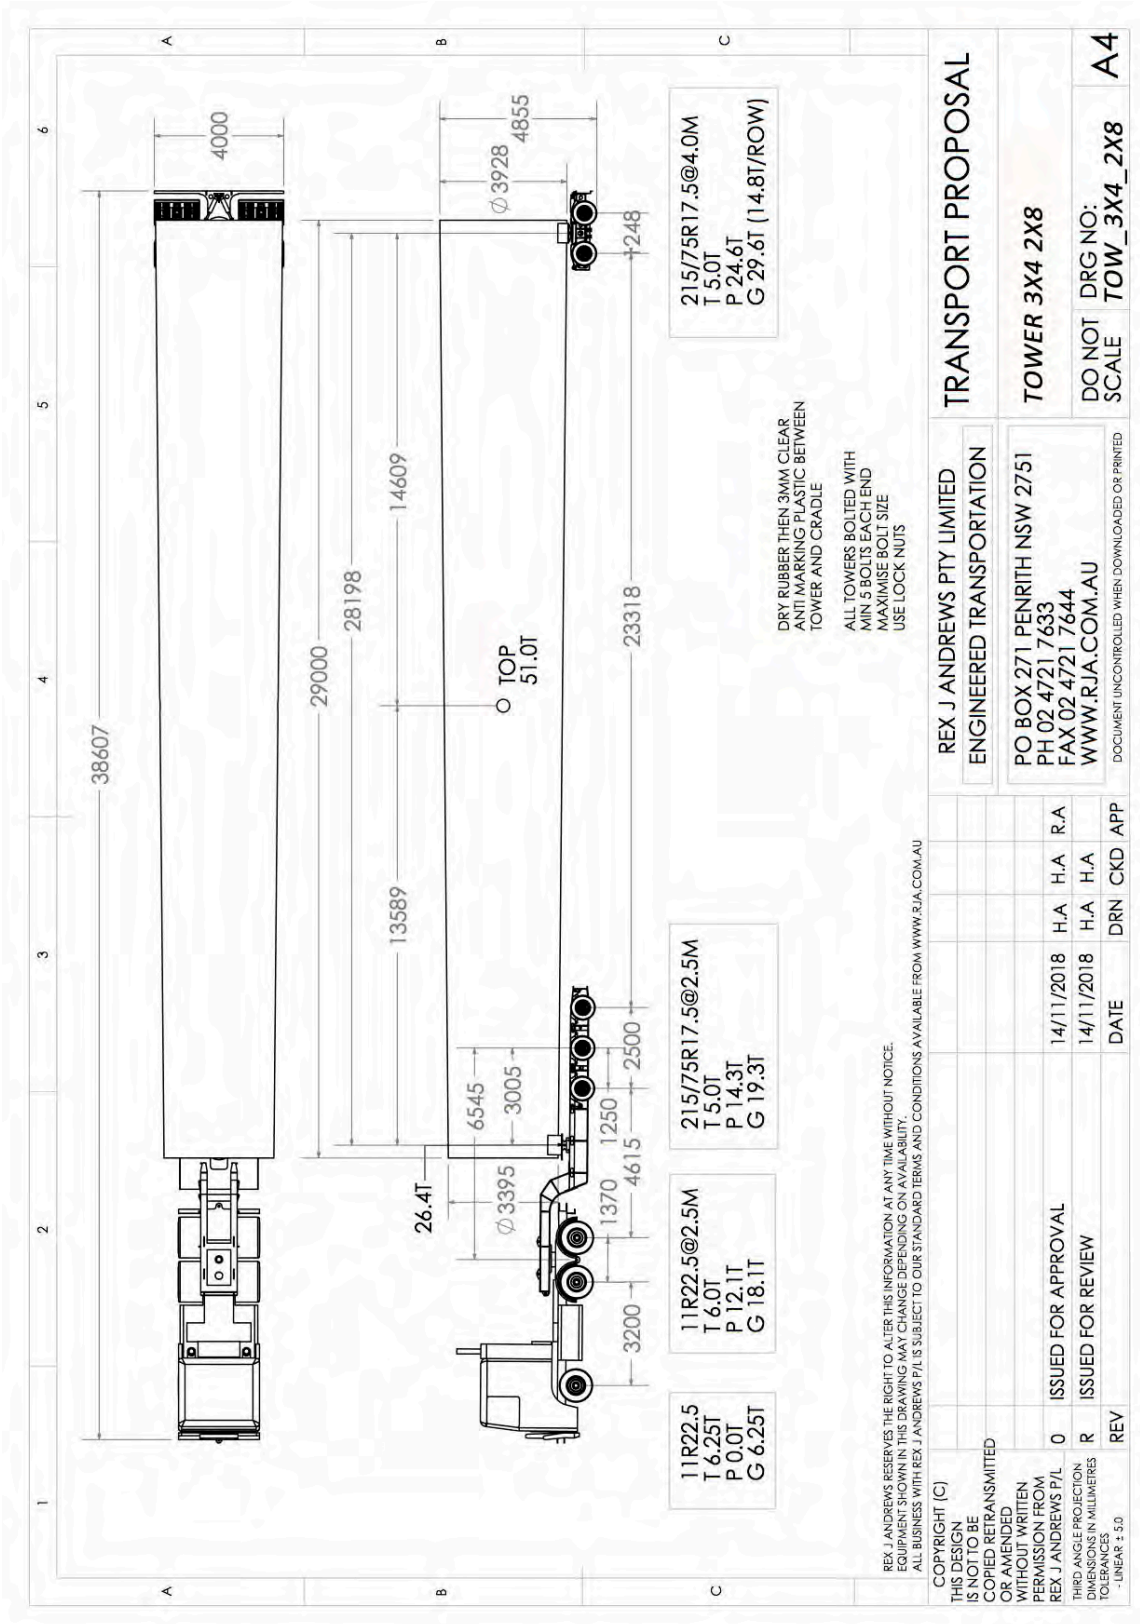 1
2
3
4
5
6
A
A
B
B
C
C
38607
4000
29000
28198
13589
14609
26.4T
6545
3005
Ø3395
TOP
51.0T
Ø3928
4855
3200
1370
4615
1250
2500
23318
1248
11R22.5
T 6.25T
P 0.0T
G 6.25T
11R22.5@2.5M
T 6.0T
P 12.1T
G 18.1T
215/75R17.5@2.5M
T 5.0T
P 14.3T
G 19.3T
215/75R17.5@4.0M
T 5.0T
P 24.6T
G 29.6T (14.8T/ROW)
DRY RUBBER THEN 3MM CLEAR
ANTI MARKING PLASTIC BETWEEN
TOWER AND CRADLE
ALL TOWERS BOLTED WITH
MIN 5 BOLTS EACH END
MAXIMISE BOLT SIZE
USE LOCK NUTS
REX J ANDREWS RESERVES THE RIGHT TO ALTER THIS INFORMATION AT ANY TIME WITHOUT NOTICE.
EQUIPMENT SHOWN IN THIS DRAWING MAY CHANGE DEPENDING ON AVAILABILITY.
ALL BUSINESS WITH REX J ANDREWS P/L IS SUBJECT TO OUR STANDARD TERMS AND CONDITIONS AVAILABLE FROM WWW.RJA.COM.AU
COPYRIGHT (C)
THIS DESIGN
IS NOT TO BE
COPIED RETRANSMITTED
OR AMENDED
WITHOUT WRITTEN
PERMISSION FROM
REX J ANDREWS P/L
THIRD ANGLE PROJECTION
DIMENSIONS IN MILLIMETRES
TOLERANCES
- LINEAR ± 5.0
0 ISSUED FOR APPROVAL 14/11/2018 H.A H.A R.A
R ISSUED FOR REVIEW 14/11/2018 H.A H.A
REV DATE DRN CKD APP
REX J ANDREWS PTY LIMITED
ENGINEERED TRANSPORTATION
PO BOX 271 PENRITH NSW 2751
PH 02 4721 7633
FAX 02 4721 7644
WWW.RJA.COM.AU
DOCUMENT UNCONTROLLED WHEN DOWNLOADED OR PRINTED
TRANSPORT PROPOSAL
TOWER 3X4 2X8
DO NOT
SCALE
DRG NO:
TOW_3X4_2X8
A4